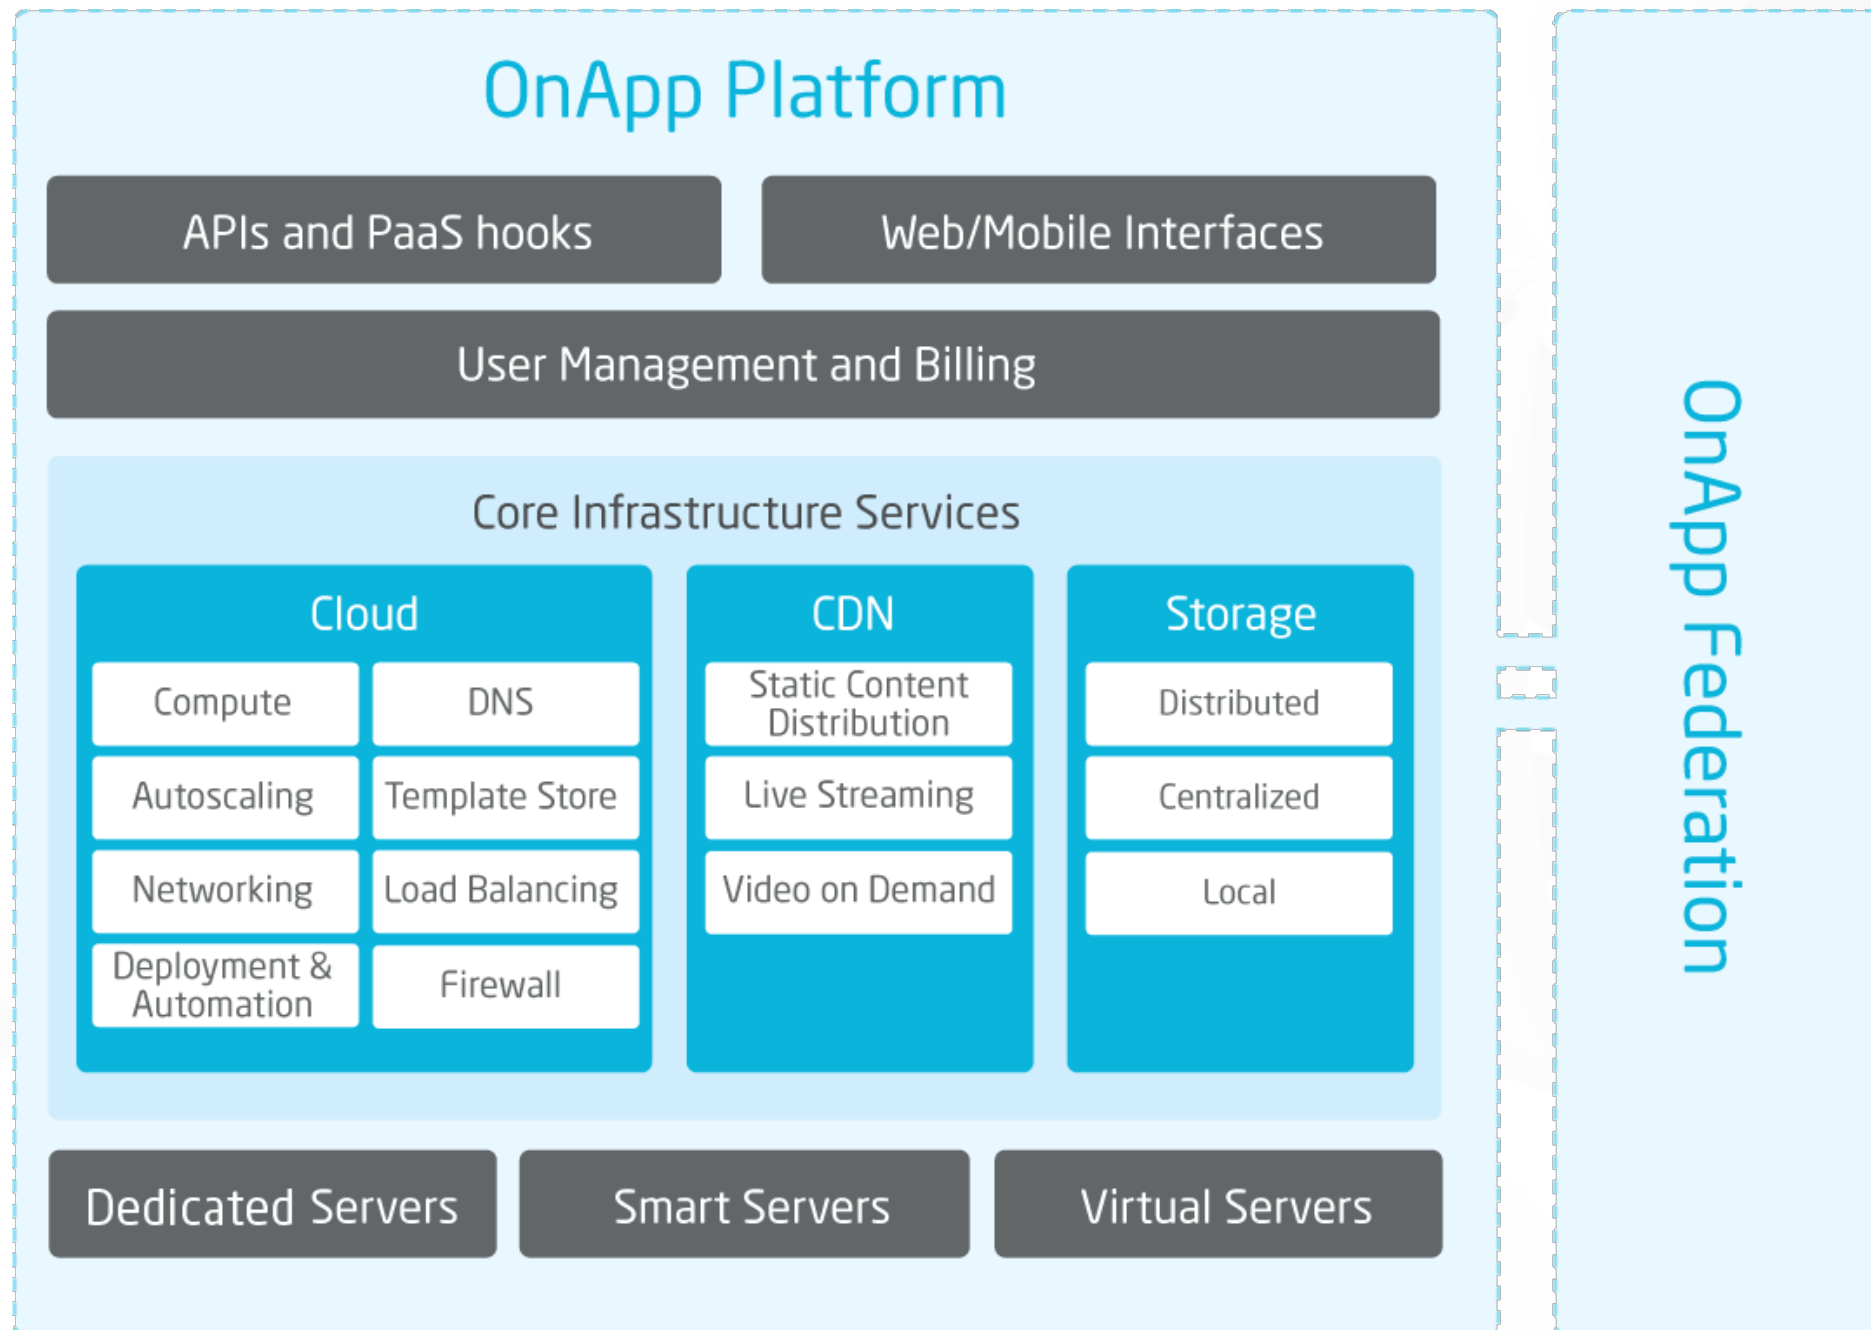 OnApp Platform
APIs and PaaS hooks
Web/Mobile Interfaces
User Management and Billing
Core Infrastructure Services
Cloud
Compute
DNS
Autoscaling
Template Store
Networking
Load Balancing
Deployment &
Automation
Firewall
CDN
Static Content
Distribution
Live Streaming
Video on Demand
Storage
Distributed
Centralized
Local
Dedicated Servers
Smart Servers
Virtual Servers
OnApp Federation